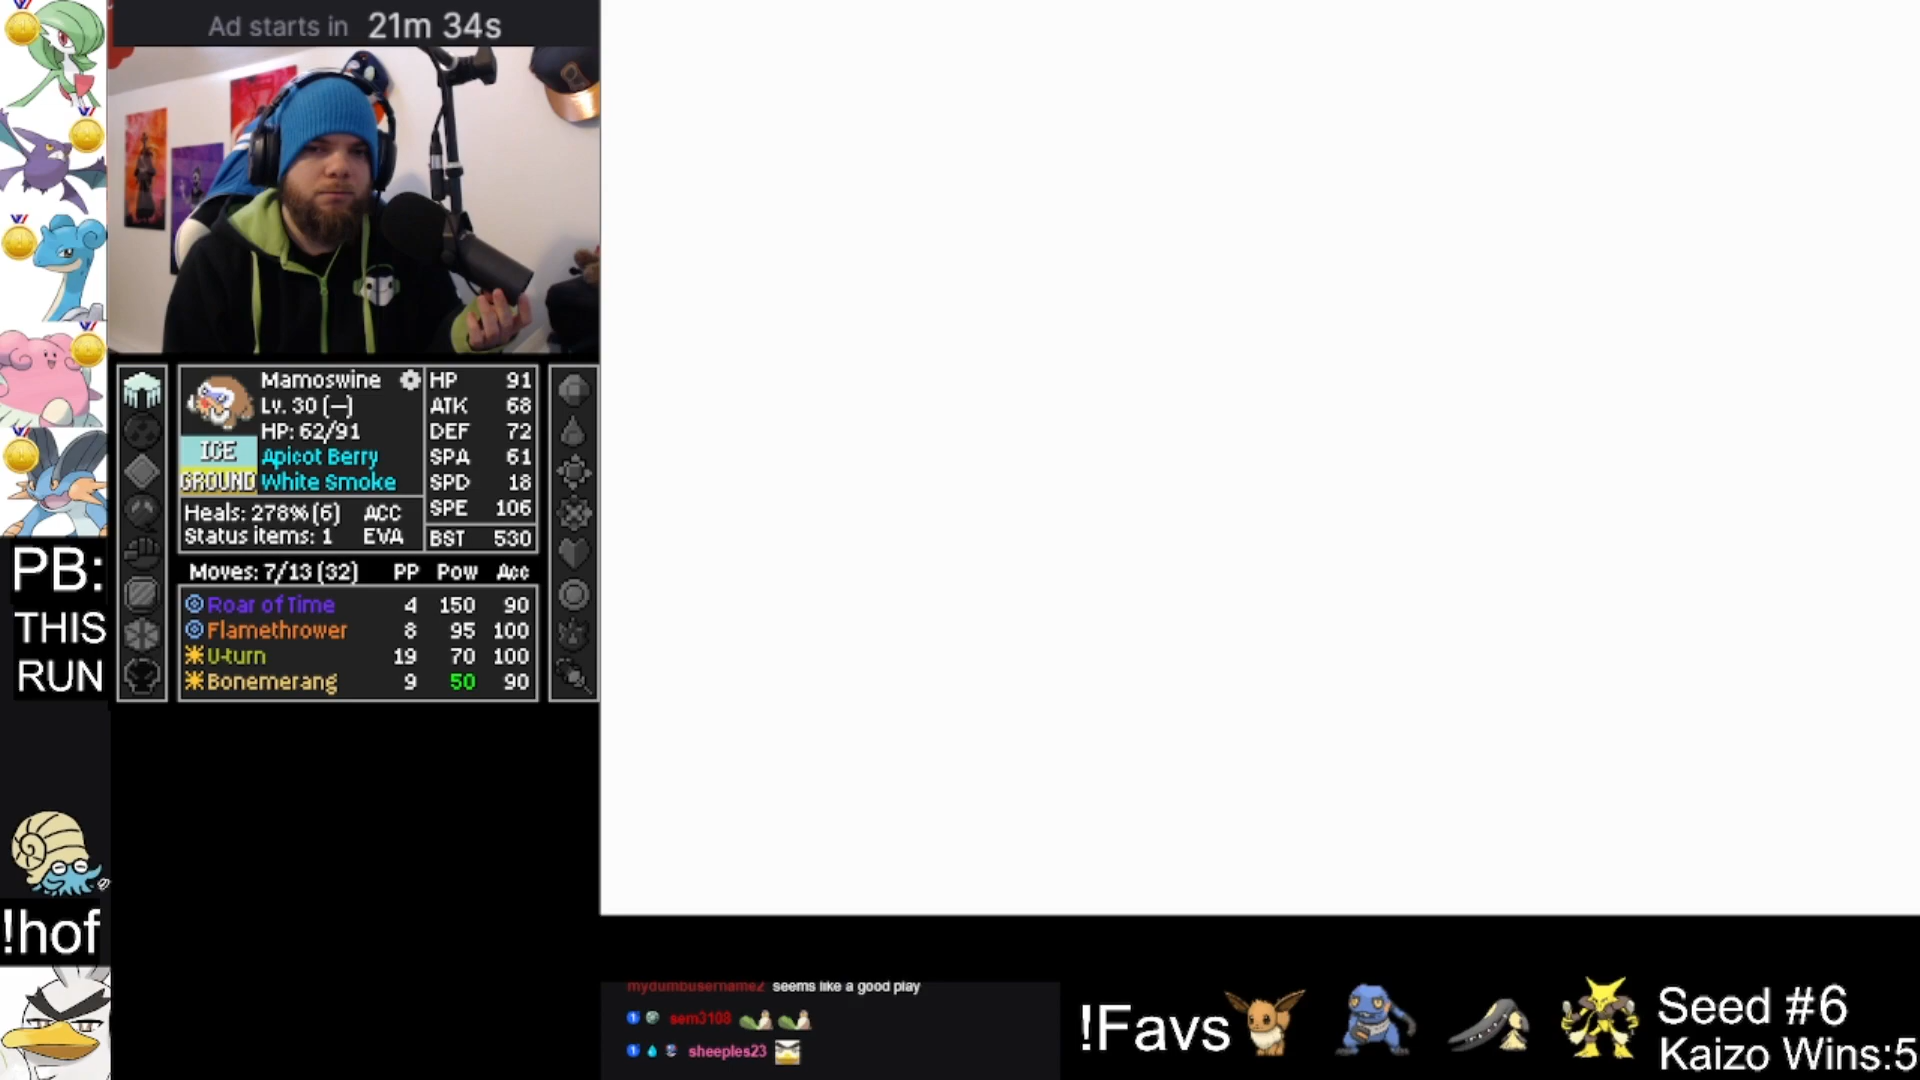 Ad starts in 21m 34s
Mamoswine
Lv. 30 (—)
HP: 62/91
ICE
Apicot Berry
GROUND
White Smoke
HP 91
ATK 68
DEF 72
SPA 61
SPD 18
SPE 106
BST 530
Heals: 278% (6) ACC
Status items: 1 EVA
Moves: 7/13 (32) PP Pow Acc
Roar of Time 4 150 90
Flamethrower 8 95 100
U-turn 19 70 100
Bonemerang 9 50 90
PB:
THIS
RUN
!hof
mydumbusername2 seems like a good play
sem3108
sheeples23
!Favs
Seed #6
Kaizo Wins:5